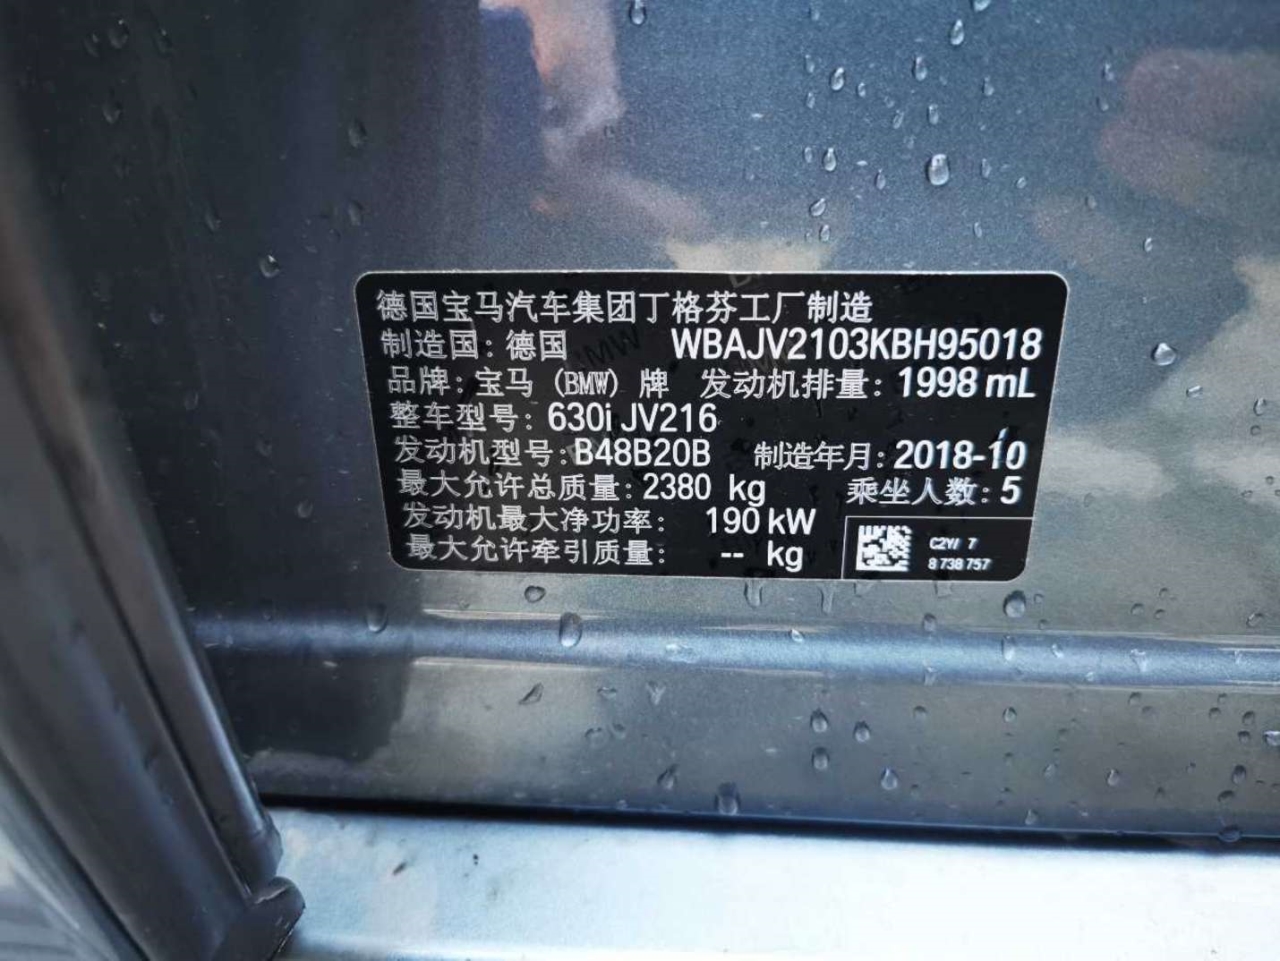 德国宝马汽车集团丁格芬工厂制造
制造国：德国 WBAJV2103KBH95018
品牌：宝马（BMW）牌 发动机排量：1998 mL
整车型号：630i JV216
发动机型号：B48B20B 制造年月：2018-10
最大允许总质量：2380 kg 乘坐人数：5
发动机最大净功率： 190 kW
最大允许牵引质量： -- kg
C2Y/ 7
8 738 757